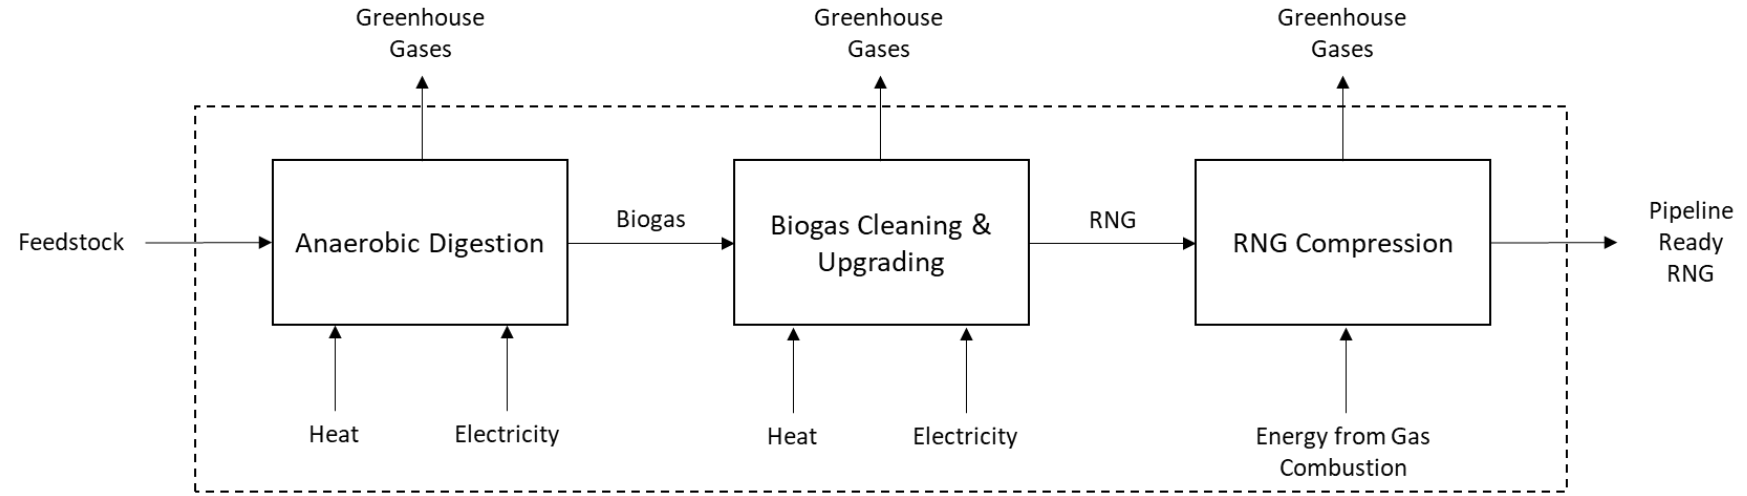 Greenhouse
Gases
Greenhouse
Gases
Greenhouse
Gases
Feedstock
Anaerobic Digestion
Biogas
Biogas Cleaning &
Upgrading
RNG
RNG Compression
Pipeline
Ready
RNG
Heat
Electricity
Heat
Electricity
Energy from Gas
Combustion